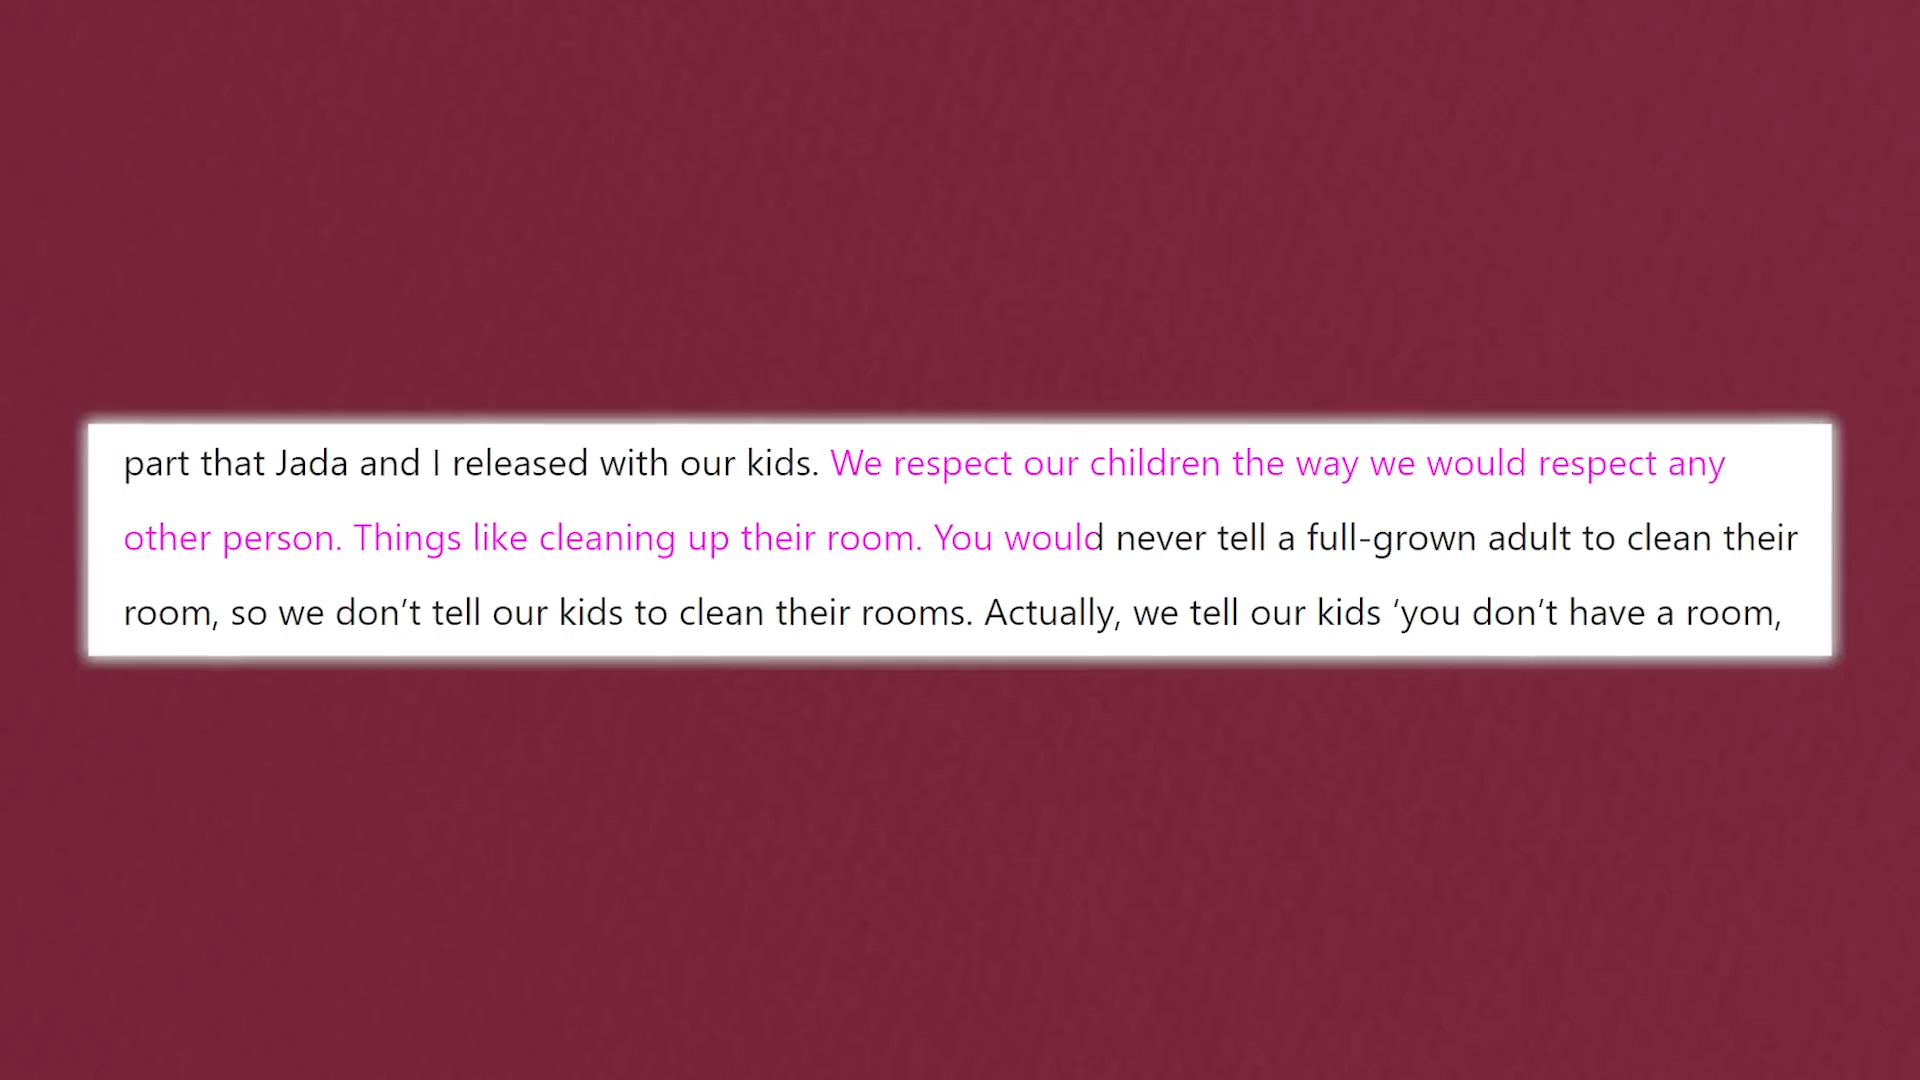 part that Jada and I released with our kids. We respect our children the way we would respect any
other person. Things like cleaning up their room. You would never tell a full-grown adult to clean their
room, so we don’t tell our kids to clean their rooms. Actually, we tell our kids ‘you don’t have a room,